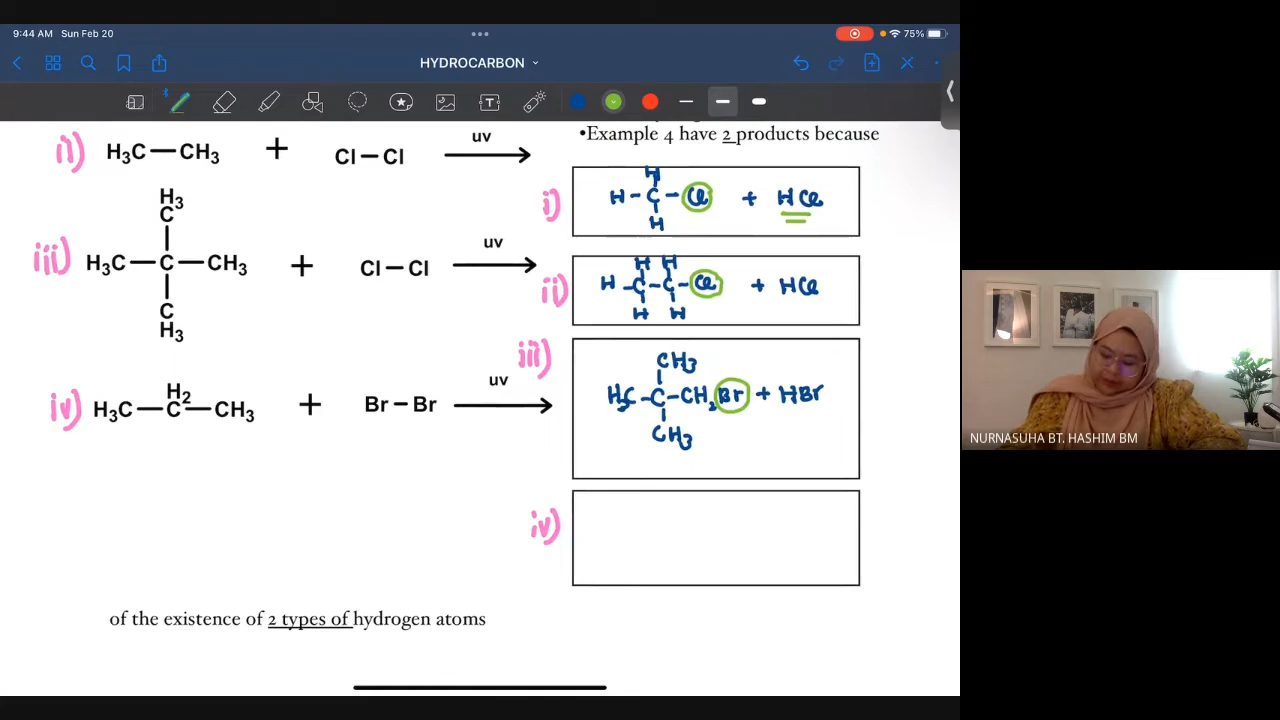 9:44 AM Sun Feb 20
75%
HYDROCARBON
•Example 4 have 2 products because
ii) H3C—CH3 + Cl—Cl uv
i) H
H-C-Cl + HCl
H
iii) H3
C
H3C—C—CH3 + Cl—Cl uv
C
H3
ii) H H
H-C-C-Cl + HCl
H H
iii) CH3
H3C-C-CH2Br + HBr
CH3
iv) H3C—C—CH3 + Br—Br uv
H2
iv)
of the existence of 2 types of hydrogen atoms
NURNASUHA BT. HASHIM BM